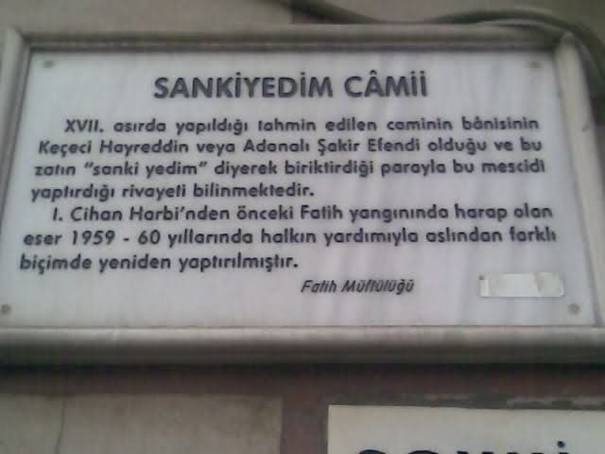 SANKİYEDİM CÂMİİ
XVII. asırda yapıldığı tahmin edilen caminin bânisinin
Keçeci Hayreddin veya Adanalı Şakir Efendi olduğu ve bu
zatın "sanki yedim" diyerek biriktirdiği parayla bu mescidi
yaptırdığı rivayeti bilinmektedir.
I. Cihan Harbi'nden önceki Fatih yangınında harap olan
eser 1959 - 60 yıllarında halkın yardımıyla aslından farklı
biçimde yeniden yaptırılmıştır.
Fatih Müftülüğü